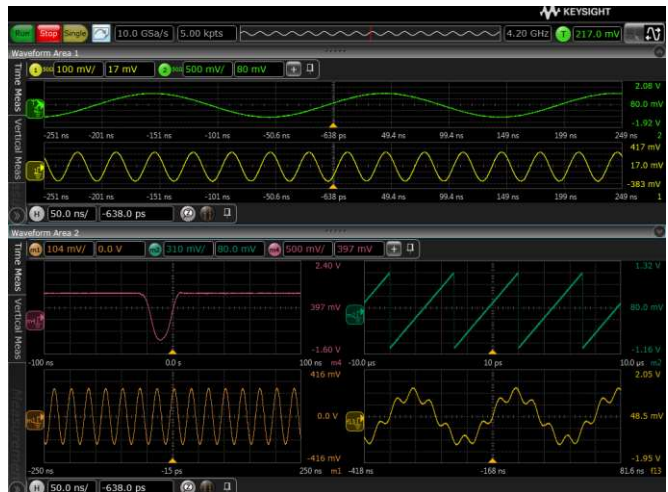 KEYSIGHT
Run Stop Single 10.0 GSa/s 5.00 kpts 4.20 GHz T 217.0 mV
Waveform Area 1
Time Meas
Vertical Meas
1 50Ω 100 mV/ 17 mV 2 50Ω 500 mV/ 80 mV +
2.08 V
80.0 mV
-1.92 V
-251 ns -201 ns -151 ns -101 ns -50.6 ns -638 ps 49.4 ns 99.4 ns 149 ns 199 ns 249 ns 2
417 mV
17.0 mV
-383 mV
-251 ns -201 ns -151 ns -101 ns -50.6 ns -638 ps 49.4 ns 99.4 ns 149 ns 199 ns 249 ns 1
H 50.0 ns/ -638.0 ps
Waveform Area 2
Time Meas
Vertical Meas
m1 104 mV/ 0.0 V m2 310 mV/ 80.0 mV m4 500 mV/ 397 mV +
2.40 V
397 mV
-1.60 V
-100 ns 0.0 s 100 ns m4
1.32 V
80.0 mV
-1.16 V
-10.0 µs 10 ps 10.0 µs m2
416 mV
0.0 V
-416 mV
-250 ns -15 ps 250 ns m1
2.05 V
48.5 mV
-1.95 V
-418 ns -168 ns 81.6 ns f13
H 50.0 ns/ -638.0 ps